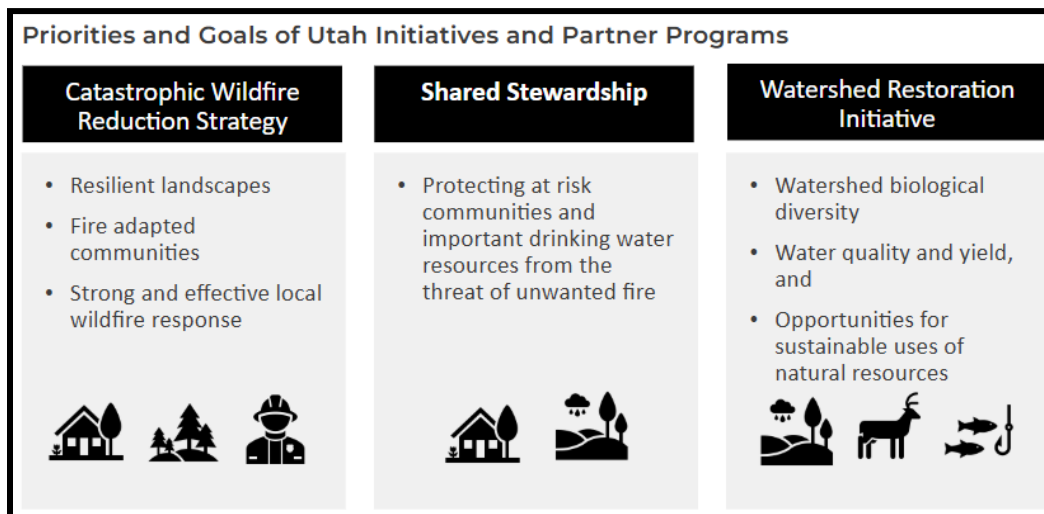 Priorities and Goals of Utah Initiatives and Partner Programs
Catastrophic Wildfire
Reduction Strategy
• Resilient landscapes
• Fire adapted
communities
• Strong and effective local
wildfire response
Shared Stewardship
• Protecting at risk
communities and
important drinking water
resources from the
threat of unwanted fire
Watershed Restoration
Initiative
• Watershed biological
diversity
• Water quality and yield,
and
• Opportunities for
sustainable uses of
natural resources